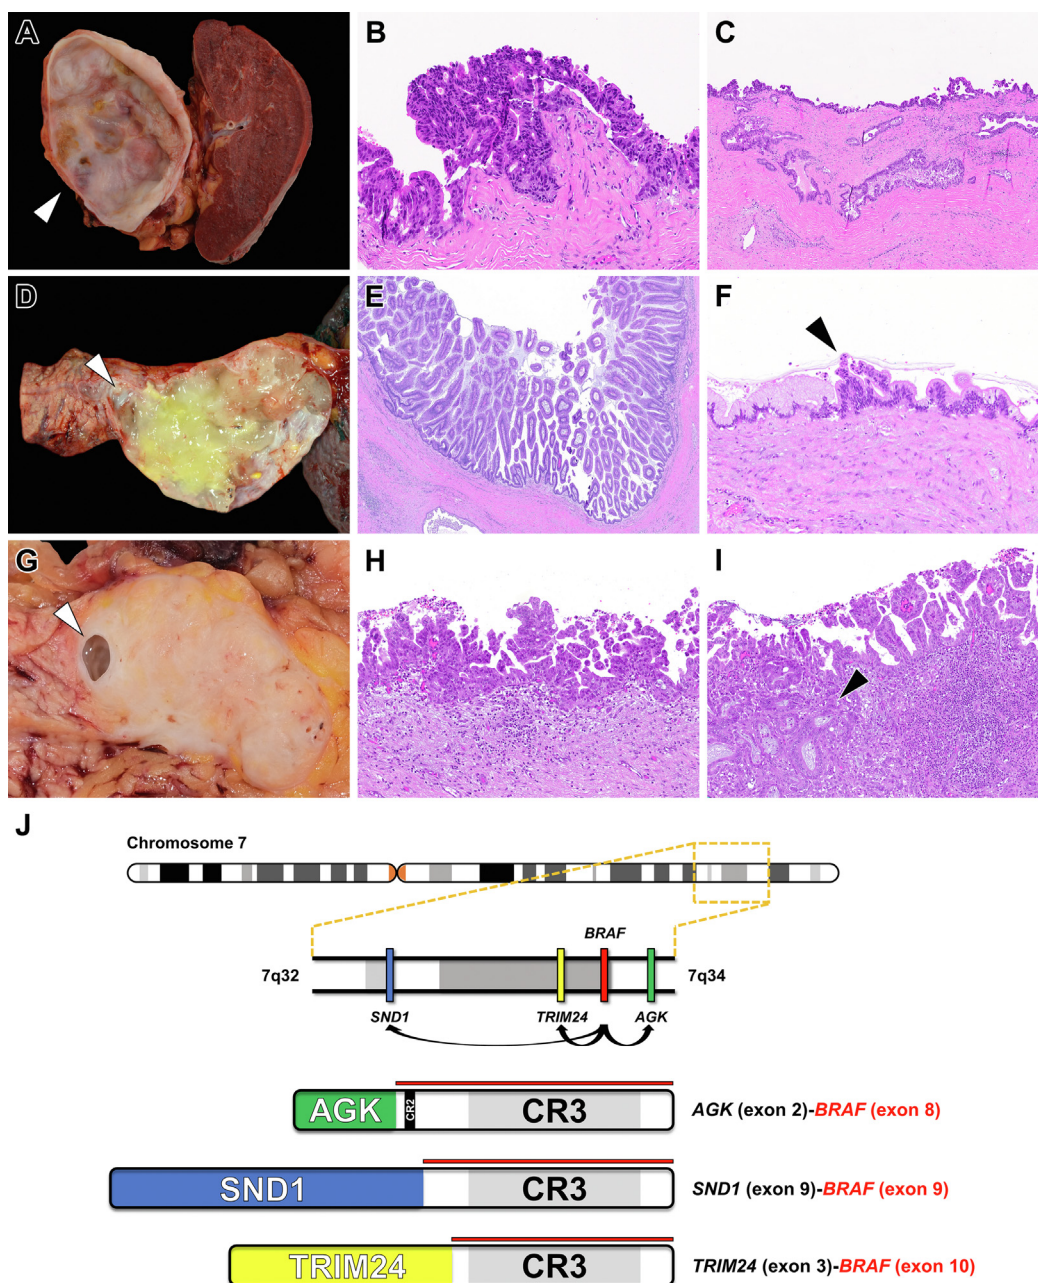 A
B
C
D
E
F
G
H
I
J
Chromosome 7
BRAF
7q32
7q34
SND1
TRIM24
AGK
AGK
CR2
CR3
AGK (exon 2)-BRAF (exon 8)
SND1
CR3
SND1 (exon 9)-BRAF (exon 9)
TRIM24
CR3
TRIM24 (exon 3)-BRAF (exon 10)